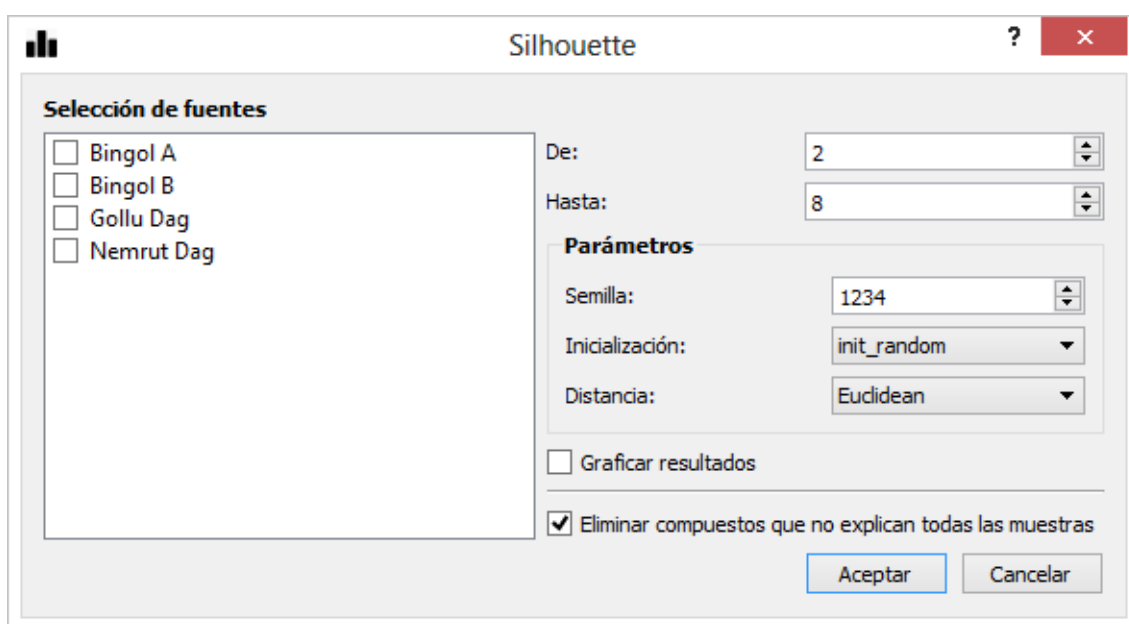 Silhouette
?
Selección de fuentes
Bingol A
Bingol B
Gollu Dag
Nemrut Dag
De:
2
Hasta:
8
Parámetros
Semilla:
1234
Inicialización:
init_random
Distancia:
Euclidean
Graficar resultados
Eliminar compuestos que no explican todas las muestras
Aceptar
Cancelar